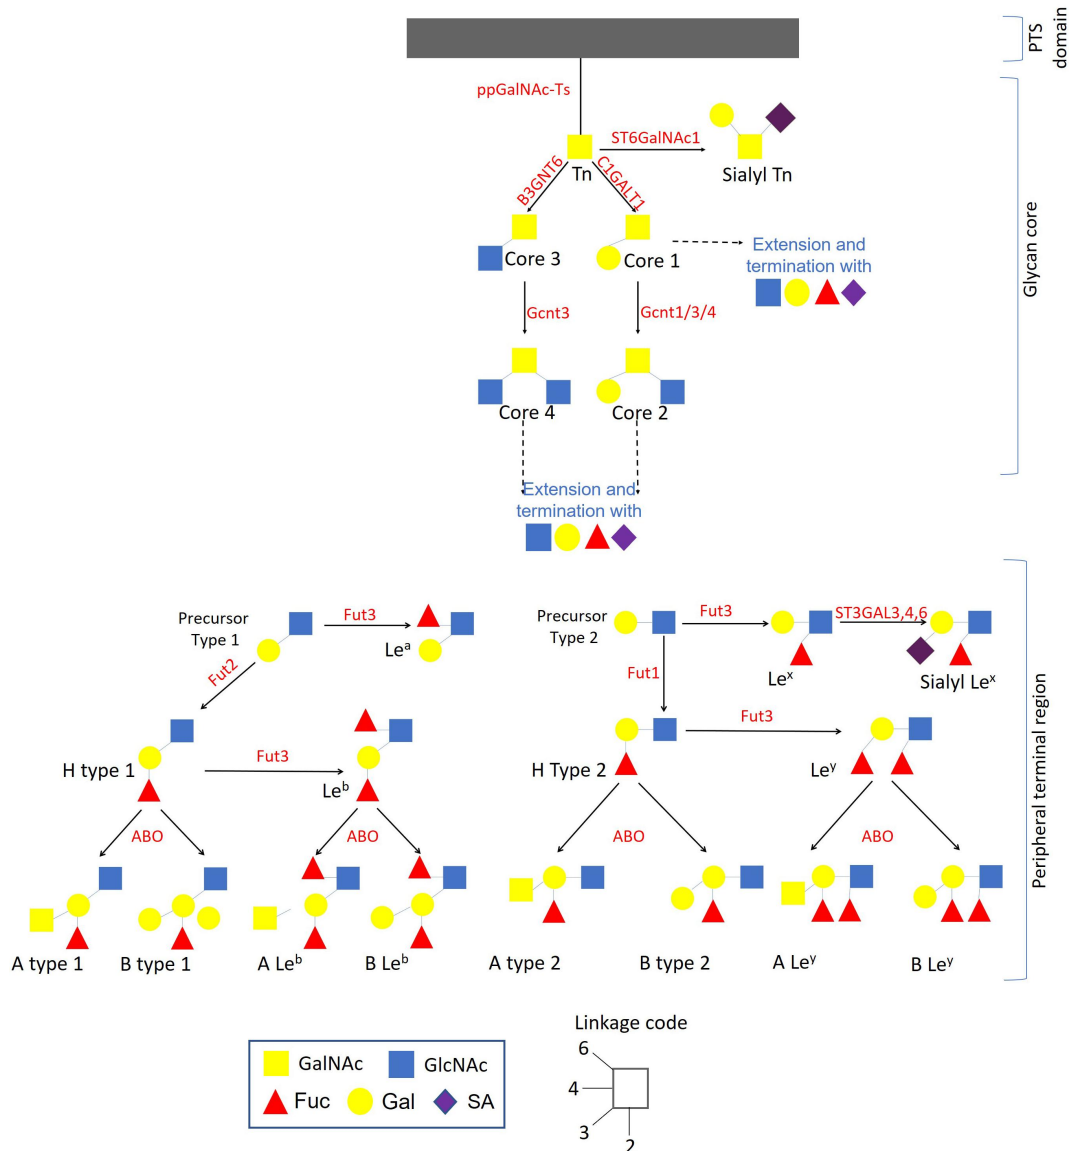 PTS
domain
ppGalNAc-Ts
ST6GalNAc1
Tn
Sialyl Tn
B3GNT6
C1GALT1
Core 3
Core 1
Extension and
termination with
Glycan core
Gcnt3
Gcnt1/3/4
Core 4
Core 2
Extension and
termination with
Precursor
Type 1
Fut3
Leᵃ
Fut2
Precursor
Type 2
Fut3
ST3GAL3,4,6
Leˣ
Sialyl Leˣ
Fut1
H type 1
Fut3
Leᵇ
H Type 2
Fut3
Leʸ
ABO
ABO
ABO
ABO
Peripheral terminal region
A type 1
B type 1
A Leᵇ
B Leᵇ
A type 2
B type 2
A Leʸ
B Leʸ
Linkage code
GalNAc
GlcNAc
Fuc
Gal
SA
6
4
3
2